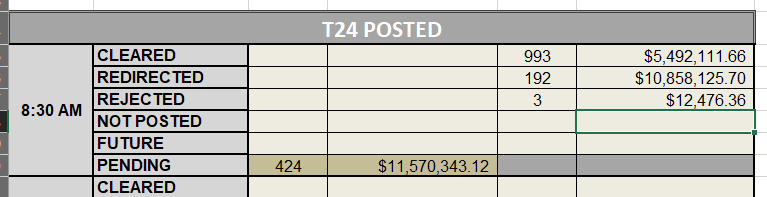 T24 POSTED
8:30 AM
CLEARED 993 $5,492,111.66
REDIRECTED 192 $10,858,125.70
REJECTED 3 $12,476.36
NOT POSTED
FUTURE
PENDING 424 $11,570,343.12
CLEARED